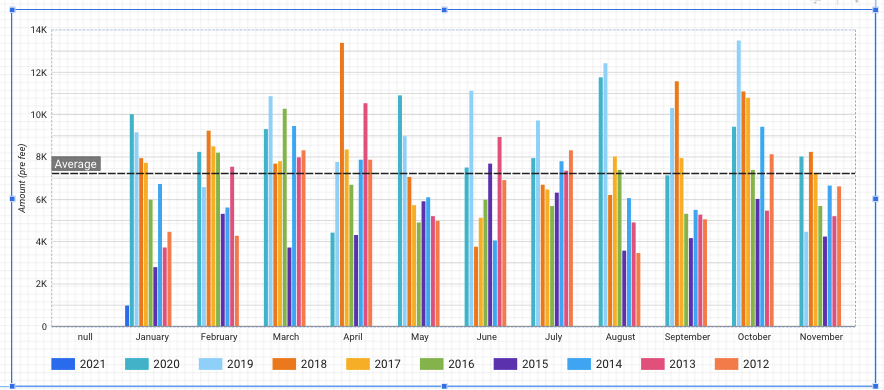 14K
12K
10K
8K
6K
4K
2K
0
Amount (pre fee)
Average
null January February March April May June July August September October November
2021 2020 2019 2018 2017 2016 2015 2014 2013 2012